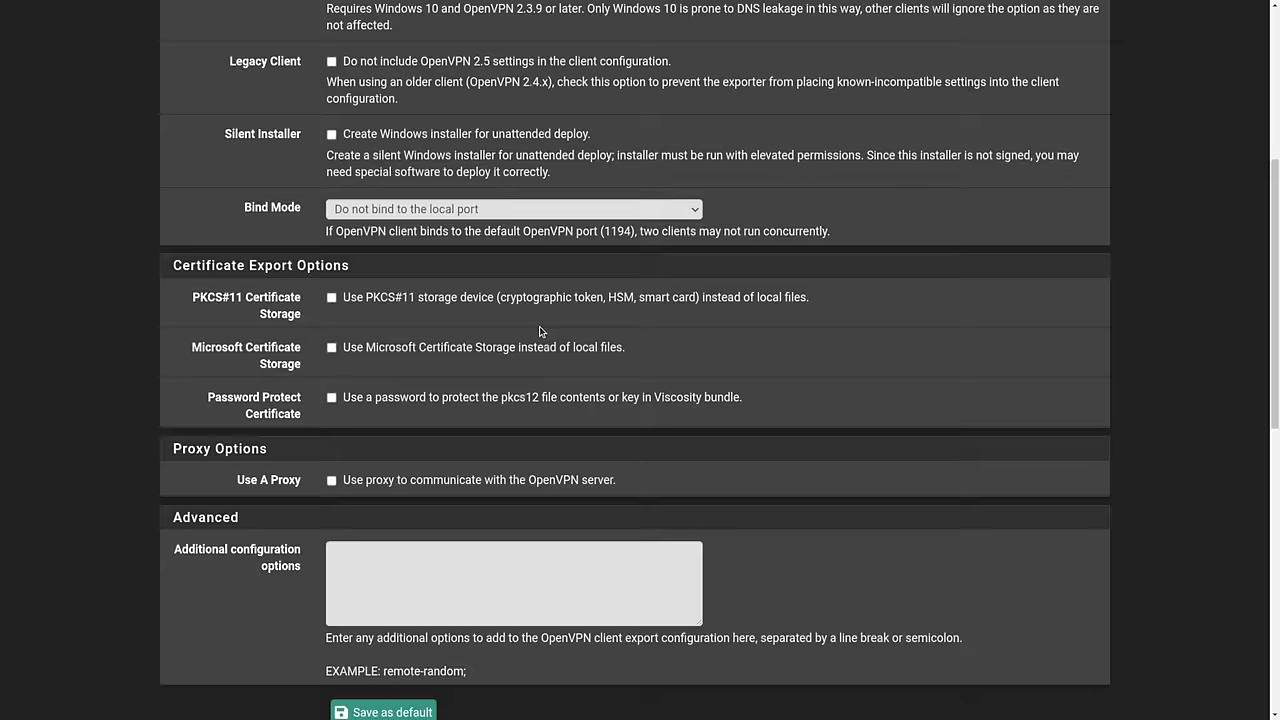 Requires Windows 10 and OpenVPN 2.3.9 or later. Only Windows 10 is prone to DNS leakage in this way, other clients will ignore the option as they are
not affected.
Legacy Client
Do not include OpenVPN 2.5 settings in the client configuration.
When using an older client (OpenVPN 2.4.x), check this option to prevent the exporter from placing known-incompatible settings into the client
configuration.
Silent Installer
Create Windows installer for unattended deploy.
Create a silent Windows installer for unattended deploy; installer must be run with elevated permissions. Since this installer is not signed, you may
need special software to deploy it correctly.
Bind Mode
Do not bind to the local port
If OpenVPN client binds to the default OpenVPN port (1194), two clients may not run concurrently.
Certificate Export Options
PKCS#11 Certificate
Storage
Use PKCS#11 storage device (cryptographic token, HSM, smart card) instead of local files.
Microsoft Certificate
Storage
Use Microsoft Certificate Storage instead of local files.
Password Protect
Certificate
Use a password to protect the pkcs12 file contents or key in Viscosity bundle.
Proxy Options
Use A Proxy
Use proxy to communicate with the OpenVPN server.
Advanced
Additional configuration
options
Enter any additional options to add to the OpenVPN client export configuration here, separated by a line break or semicolon.
EXAMPLE: remote-random;
Save as default